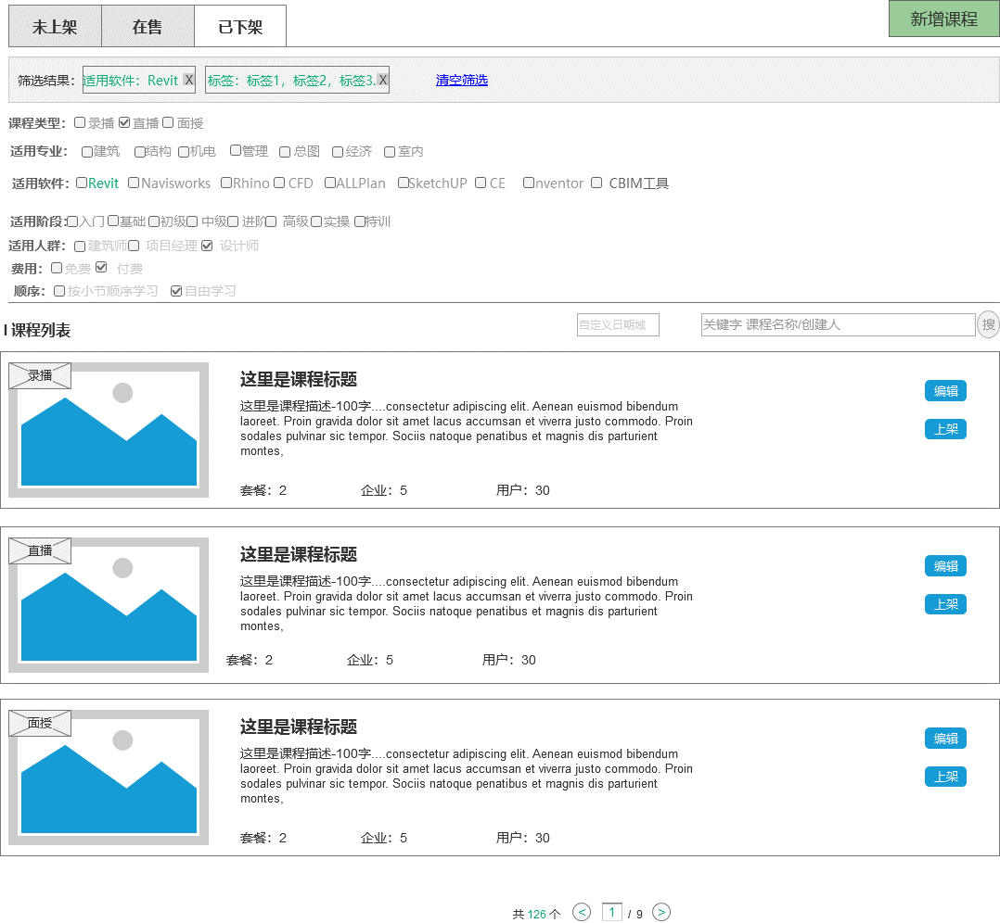 未上架 在售 已下架 新增课程
筛选结果： 适用软件：Revit X 标签：标签1，标签2，标签3. X 清空筛选
课程类型： 录播 直播 面授
适用专业： 建筑 结构 机电 管理 总图 经济 室内
适用软件： Revit Navisworks Rhino CFD ALLPlan SketchUP CE nventor CBIM工具
适用阶段: 入门 基础 初级 中级 进阶 高级 实操 特训
适用人群： 建筑师 项目经理 设计师
费用： 免费 付费
顺序： 按小节顺序学习 自由学习
I 课程列表 自定义日期域 关键字 课程名称/创建人 搜
录播
这里是课程标题
这里是课程描述-100字....consectetur adipiscing elit. Aenean euismod bibendum
laoreet. Proin gravida dolor sit amet lacus accumsan et viverra justo commodo. Proin
sodales pulvinar sic tempor. Sociis natoque penatibus et magnis dis parturient
montes,
编辑
上架
套餐：2 企业：5 用户：30
直播
这里是课程标题
这里是课程描述-100字....consectetur adipiscing elit. Aenean euismod bibendum
laoreet. Proin gravida dolor sit amet lacus accumsan et viverra justo commodo. Proin
sodales pulvinar sic tempor. Sociis natoque penatibus et magnis dis parturient
montes,
编辑
上架
套餐：2 企业：5 用户：30
面授
这里是课程标题
这里是课程描述-100字....consectetur adipiscing elit. Aenean euismod bibendum
laoreet. Proin gravida dolor sit amet lacus accumsan et viverra justo commodo. Proin
sodales pulvinar sic tempor. Sociis natoque penatibus et magnis dis parturient
montes,
编辑
上架
套餐：2 企业：5 用户：30
共 126 个 < 1 / 9 >